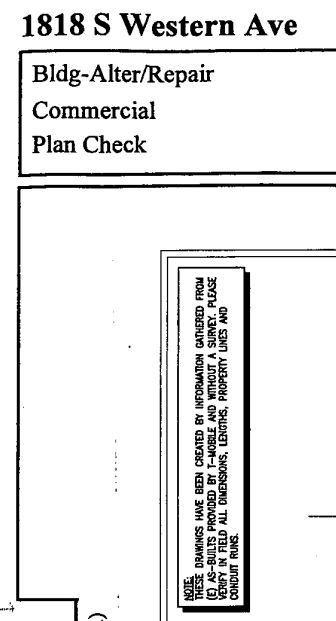 1818 S Western Ave
Bldg-Alter/Repair
Commercial
Plan Check
NOTE:
THESE DRAWINGS HAVE BEEN CREATED BY INFORMATION GATHERED FROM
(E) AS-BUILTS PROVIDED BY T-MOBILE AND WITHOUT A SURVEY. PLEASE
VERIFY IN FIELD ALL DIMENSIONS, LENGTHS, PROPERTY LINES AND
CONDUIT RUNS.